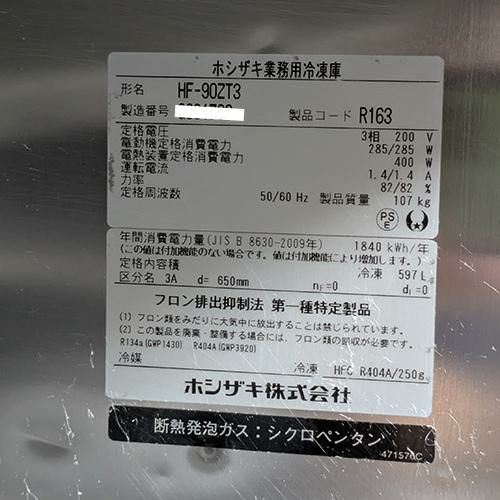 ホシザキ業務用冷凍庫
形名 HF-90ZT3
製造番号 製品コード R163
定格電圧 3相 200 V
電動機定格消費電力 285/285 W
電熱装置定格消費電力 400 W
運転電流 1.4/1.4 A
力率 82/82 %
定格周波数 50/60 Hz 製品質量 107 kg
PSE
年間消費電力量(JIS B 8630-2009年) 1840 kWh/年
(この値は付加機能のない場合です。値は付加機能により増加します。)
定格内容積 冷凍 597 L
区分名 3A d= 650mm nF=0 dI=0
フロン排出抑制法 第一種特定製品
(1) フロン類をみだりに大気中に放出することは禁じられています。
(2) この製品を廃棄・整備する場合には、フロン類の回収が必要です。
R134a(GWP1430) R404A(GWP3920)
冷媒 冷凍 HFC R404A/250g
ホシザキ株式会社
断熱発泡ガス:シクロペンタン
471576C